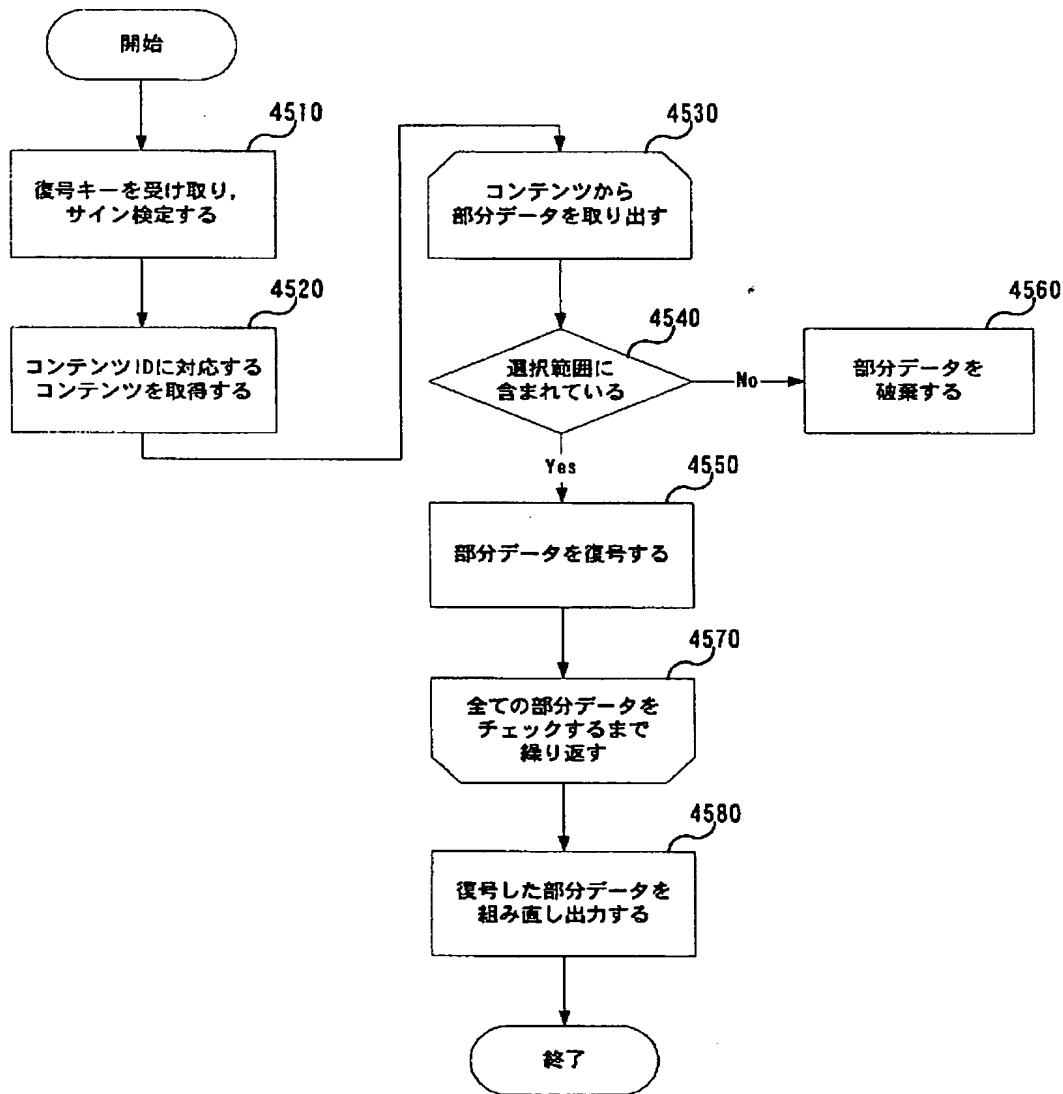 開始
4510
復号キーを受け取り,
サイン検定する
4520
コンテンツIDに対応する
コンテンツを取得する
4530
コンテンツから
部分データを取り出す
4540
選択範囲に
含まれている
No
4560
部分データを
破棄する
Yes
4550
部分データを復号する
4570
全ての部分データを
チェックするまで
繰り返す
4580
復号した部分データを
組み直し出力する
終了